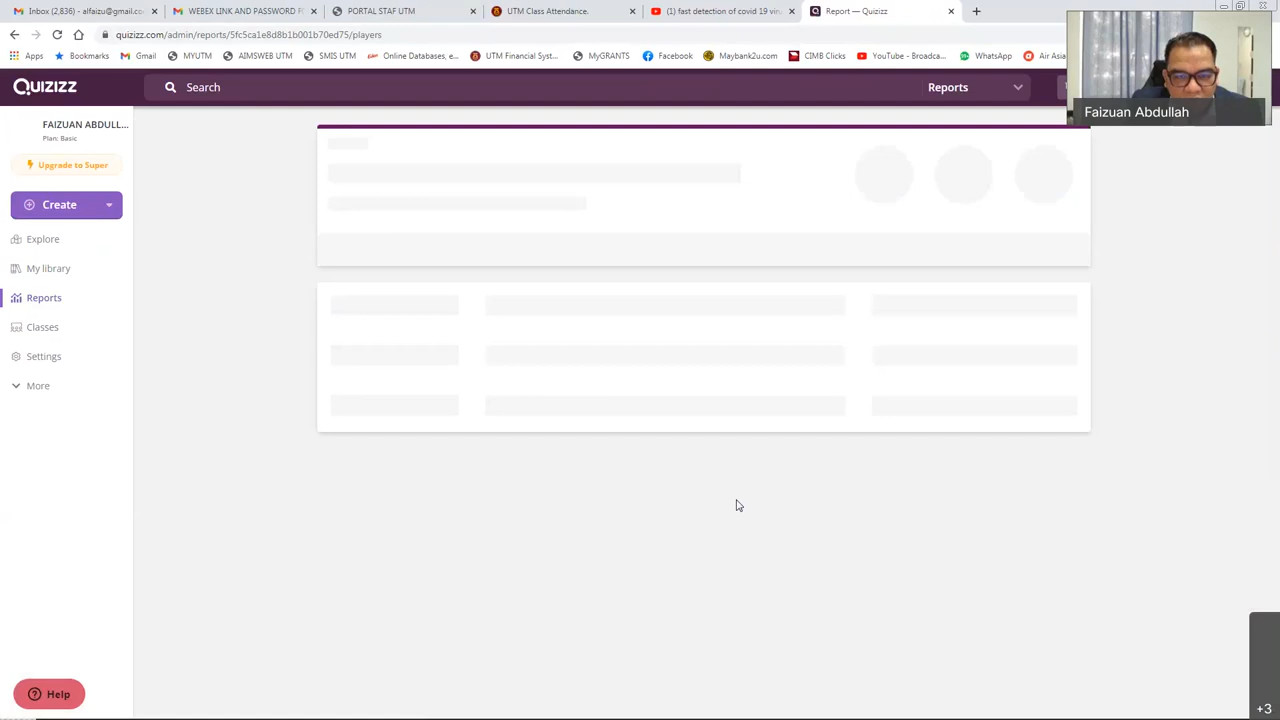 Inbox (2,836) - alfaizu@gmail.co
WEBEX LINK AND PASSWORD FO
PORTAL STAF UTM
UTM Class Attendance.
(1) fast detection of covid 19 viru
Report — Quizizz
quizizz.com/admin/reports/5fc5ca1e8d8b1b001b70ed75/players
Apps
Bookmarks
Gmail
MYUTM
AIMSWEB UTM
SMIS UTM
Online Databases, e...
UTM Financial Syst...
MyGRANTS
Facebook
Maybank2u.com
CIMB Clicks
YouTube - Broadca...
WhatsApp
Air Asia
QUIZIZZ
Search
Reports
Faizuan Abdullah
FAIZUAN ABDULL...
Plan: Basic
Upgrade to Super
Create
Explore
My library
Reports
Classes
Settings
More
Help
+3